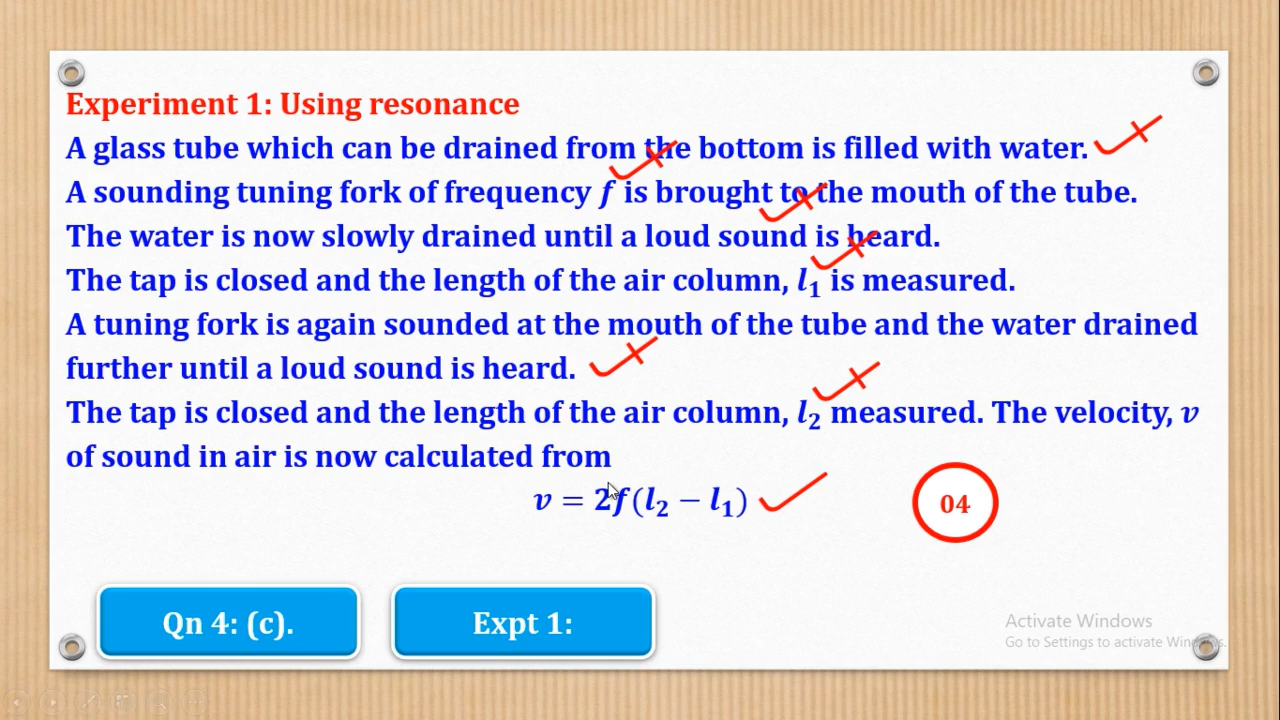 Experiment 1: Using resonance
A glass tube which can be drained from the bottom is filled with water.
A sounding tuning fork of frequency f is brought to the mouth of the tube.
The water is now slowly drained until a loud sound is heard.
The tap is closed and the length of the air column, l₁ is measured.
A tuning fork is again sounded at the mouth of the tube and the water drained
further until a loud sound is heard.
The tap is closed and the length of the air column, l₂ measured. The velocity, v
of sound in air is now calculated from
v = 2f(l₂ − l₁)
04
Qn 4: (c).
Expt 1:
Activate Windows
Go to Settings to activate Windows.